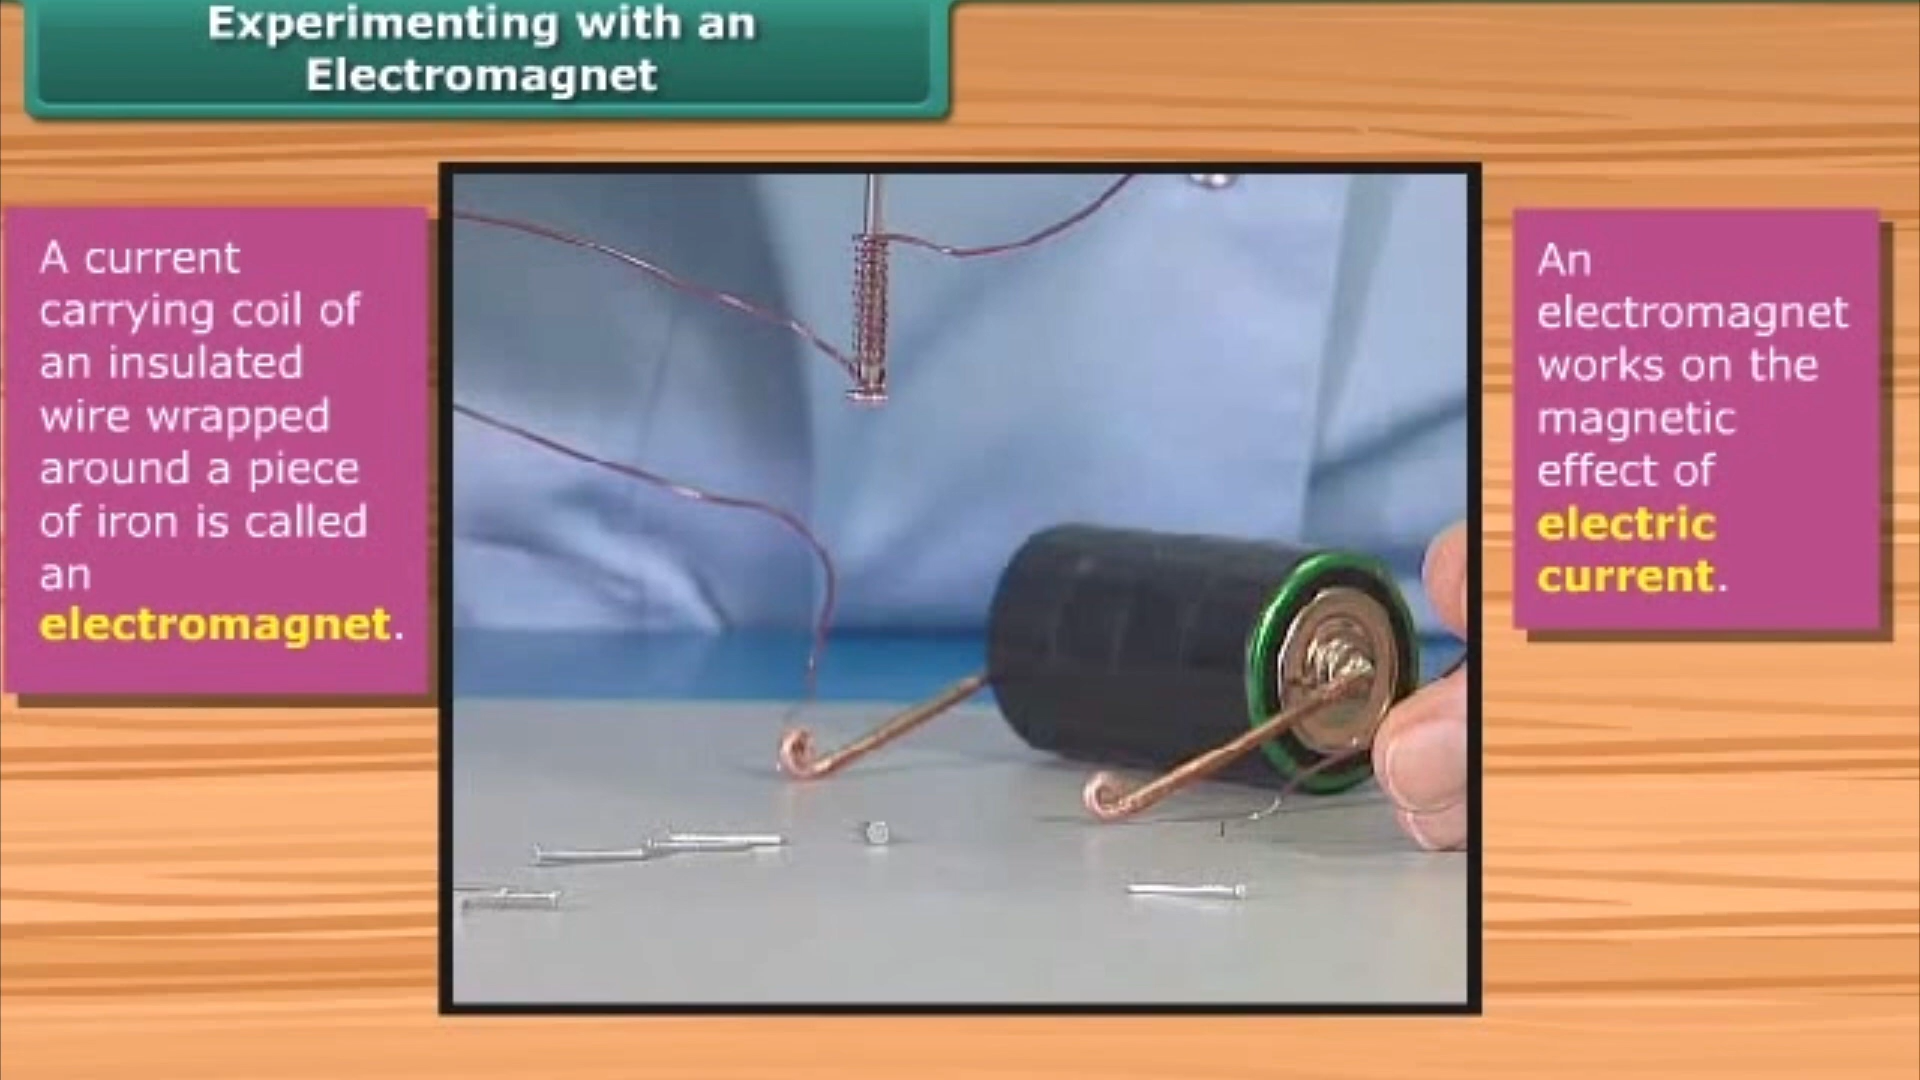 Experimenting with an
Electromagnet
A current
carrying coil of
an insulated
wire wrapped
around a piece
of iron is called
an
electromagnet.
An
electromagnet
works on the
magnetic
effect of
electric
current.